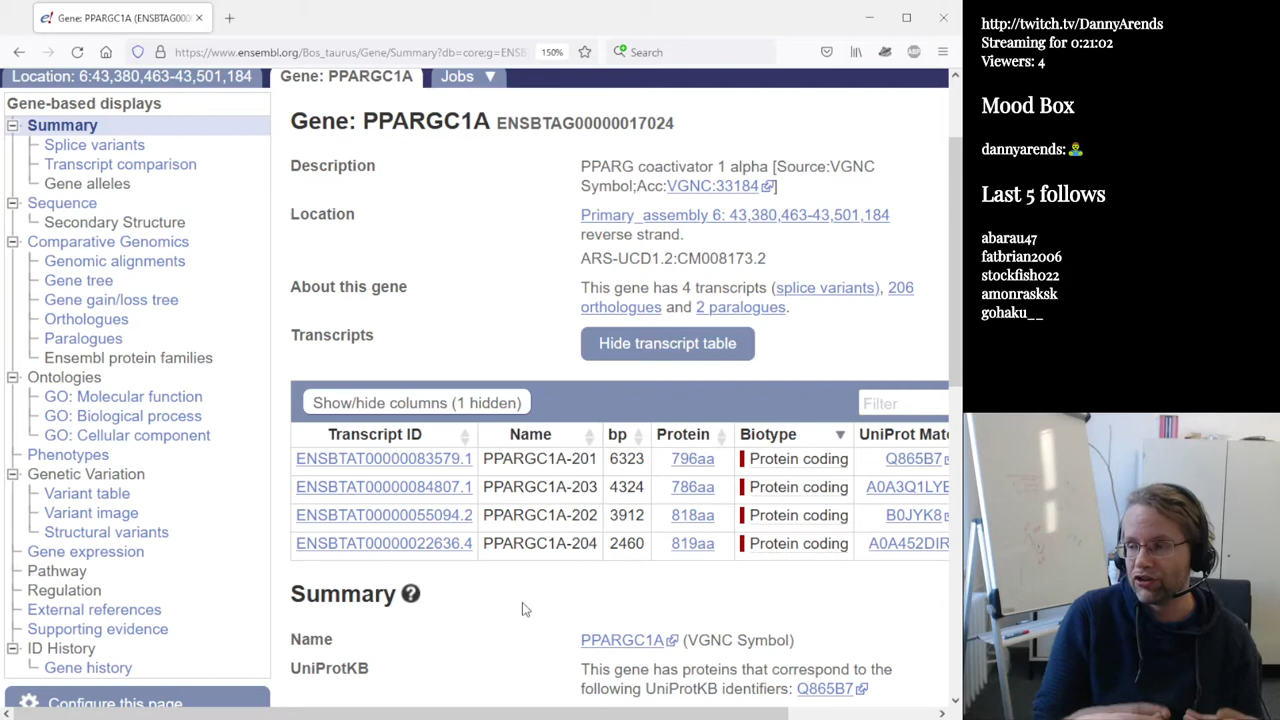 Gene: PPARGC1A (ENSBTAG000
https://www.ensembl.org/Bos_taurus/Gene/Summary?db=core;g=ENSB
150%
Search
Location: 6:43,380,463-43,501,184
Gene: PPARGC1A
Jobs ▼
Gene-based displays
Summary
Splice variants
Transcript comparison
Gene alleles
Sequence
Secondary Structure
Comparative Genomics
Genomic alignments
Gene tree
Gene gain/loss tree
Orthologues
Paralogues
Ensembl protein families
Ontologies
GO: Molecular function
GO: Biological process
GO: Cellular component
Phenotypes
Genetic Variation
Variant table
Variant image
Structural variants
Gene expression
Pathway
Regulation
External references
Supporting evidence
ID History
Gene history
Configure this page
Gene: PPARGC1A ENSBTAG00000017024
Description
PPARG coactivator 1 alpha [Source:VGNC
Symbol;Acc:VGNC:33184]
Location
Primary_assembly 6: 43,380,463-43,501,184
reverse strand.
ARS-UCD1.2:CM008173.2
About this gene
This gene has 4 transcripts (splice variants), 206
orthologues and 2 paralogues.
Transcripts
Hide transcript table
Show/hide columns (1 hidden)
Filter
Transcript ID Name bp Protein Biotype UniProt Mat
ENSBTAT00000083579.1 PPARGC1A-201 6323 796aa Protein coding Q865B7
ENSBTAT00000084807.1 PPARGC1A-203 4324 786aa Protein coding A0A3Q1LYE
ENSBTAT00000055094.2 PPARGC1A-202 3912 818aa Protein coding B0JYK8
ENSBTAT00000022636.4 PPARGC1A-204 2460 819aa Protein coding A0A452DIR
Summary ?
Name
PPARGC1A (VGNC Symbol)
UniProtKB
This gene has proteins that correspond to the
following UniProtKB identifiers: Q865B7
http://twitch.tv/DannyArends
Streaming for 0:21:02
Viewers: 4
Mood Box
dannyarends:
Last 5 follows
abarau47
fatbrian2006
stockfish022
amonrasksk
gohaku__